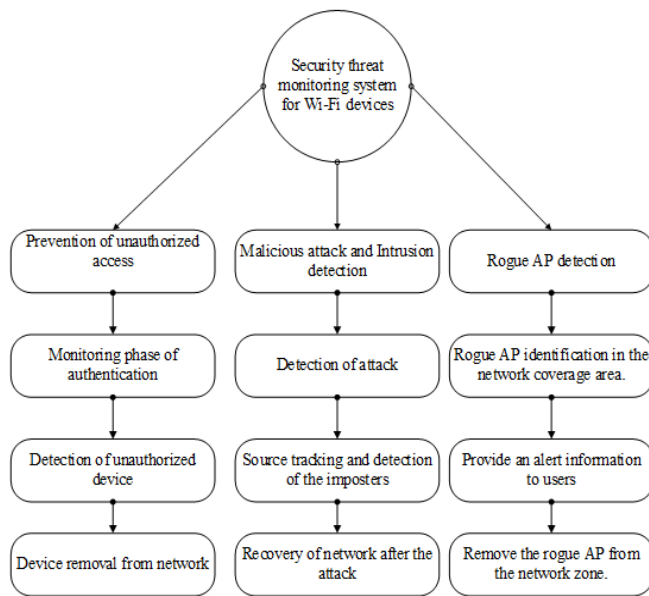 Security threat
monitoring system
for Wi-Fi devices
Prevention of unauthorized
access
Malicious attack and Intrusion
detection
Rogue AP detection
Monitoring phase of
authentication
Detection of attack
Rogue AP identification in the
network coverage area.
Detection of unauthorized
device
Source tracking and detection
of the imposters
Provide an alert information
to users
Device removal from network
Recovery of network after the
attack
Remove the rogue AP from
the network zone.